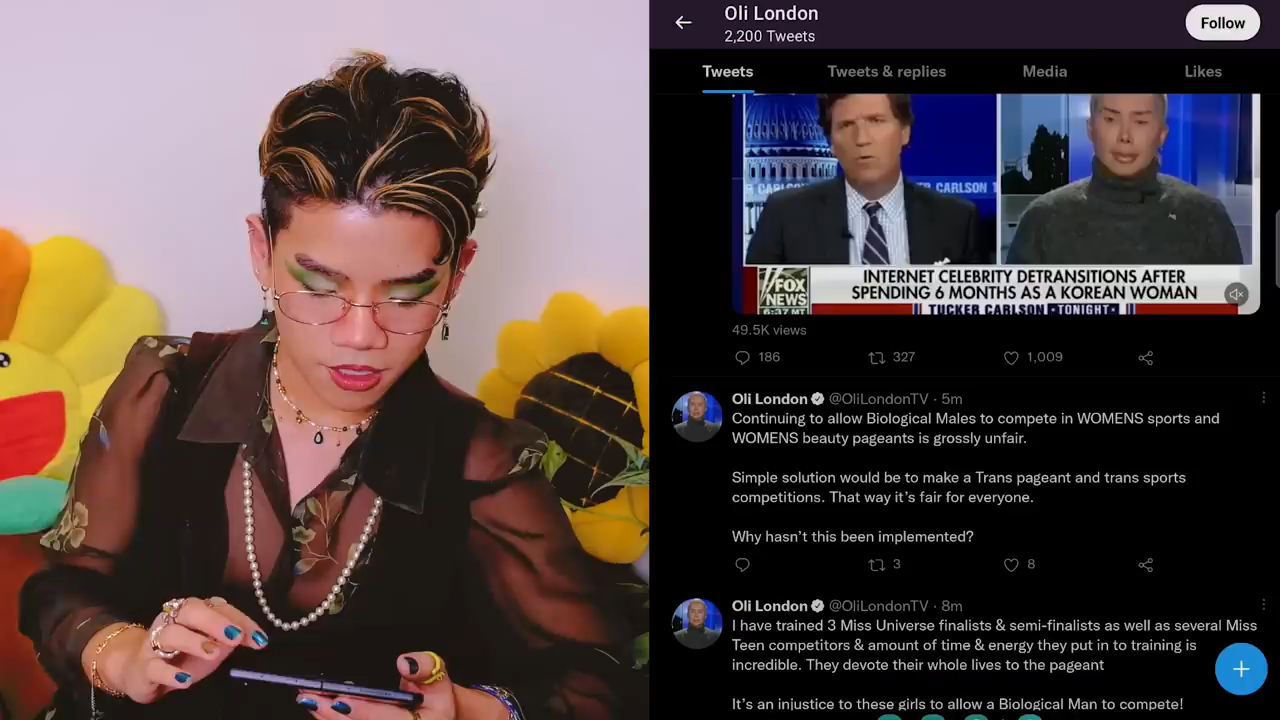 Oli London
2,200 Tweets
Follow
Tweets
Tweets & replies
Media
Likes
CARLSON
CARLSON
FOX
NEWS
INTERNET CELEBRITY DETRANSITIONS AFTER
SPENDING 6 MONTHS AS A KOREAN WOMAN
6:37 MT
TUCKER CARLSON • TONIGHT •
49.5K views
186
327
1,009
Oli London @OliLondonTV · 5m
Continuing to allow Biological Males to compete in WOMENS sports and
WOMENS beauty pageants is grossly unfair.
Simple solution would be to make a Trans pageant and trans sports
competitions. That way it's fair for everyone.
Why hasn't this been implemented?
3
8
Oli London @OliLondonTV · 8m
I have trained 3 Miss Universe finalists & semi-finalists as well as several Miss
Teen competitors & amount of time & energy they put in to training is
incredible. They devote their whole lives to the pageant
It's an injustice to these girls to allow a Biological Man to compete!